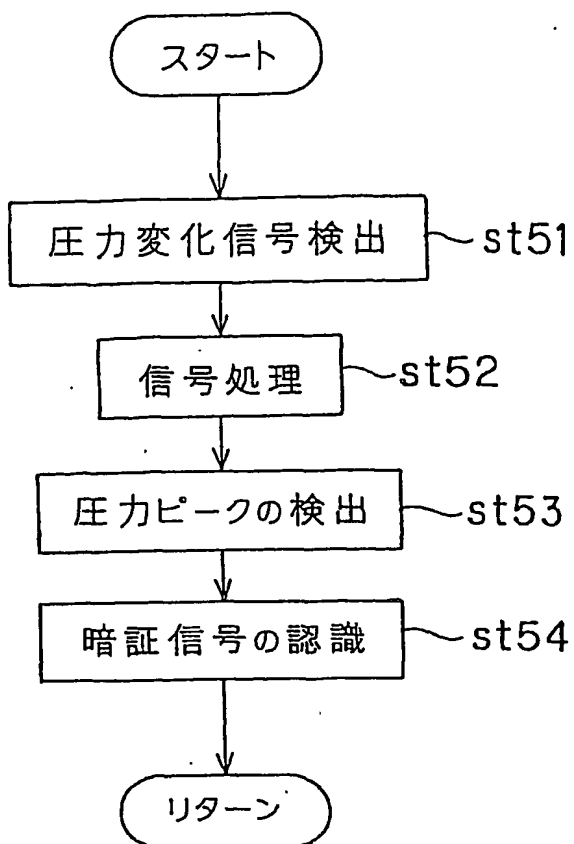 スタート
圧力変化信号検出 st51
信号処理 st52
圧力ピークの検出 st53
暗証信号の認識 st54
リターン